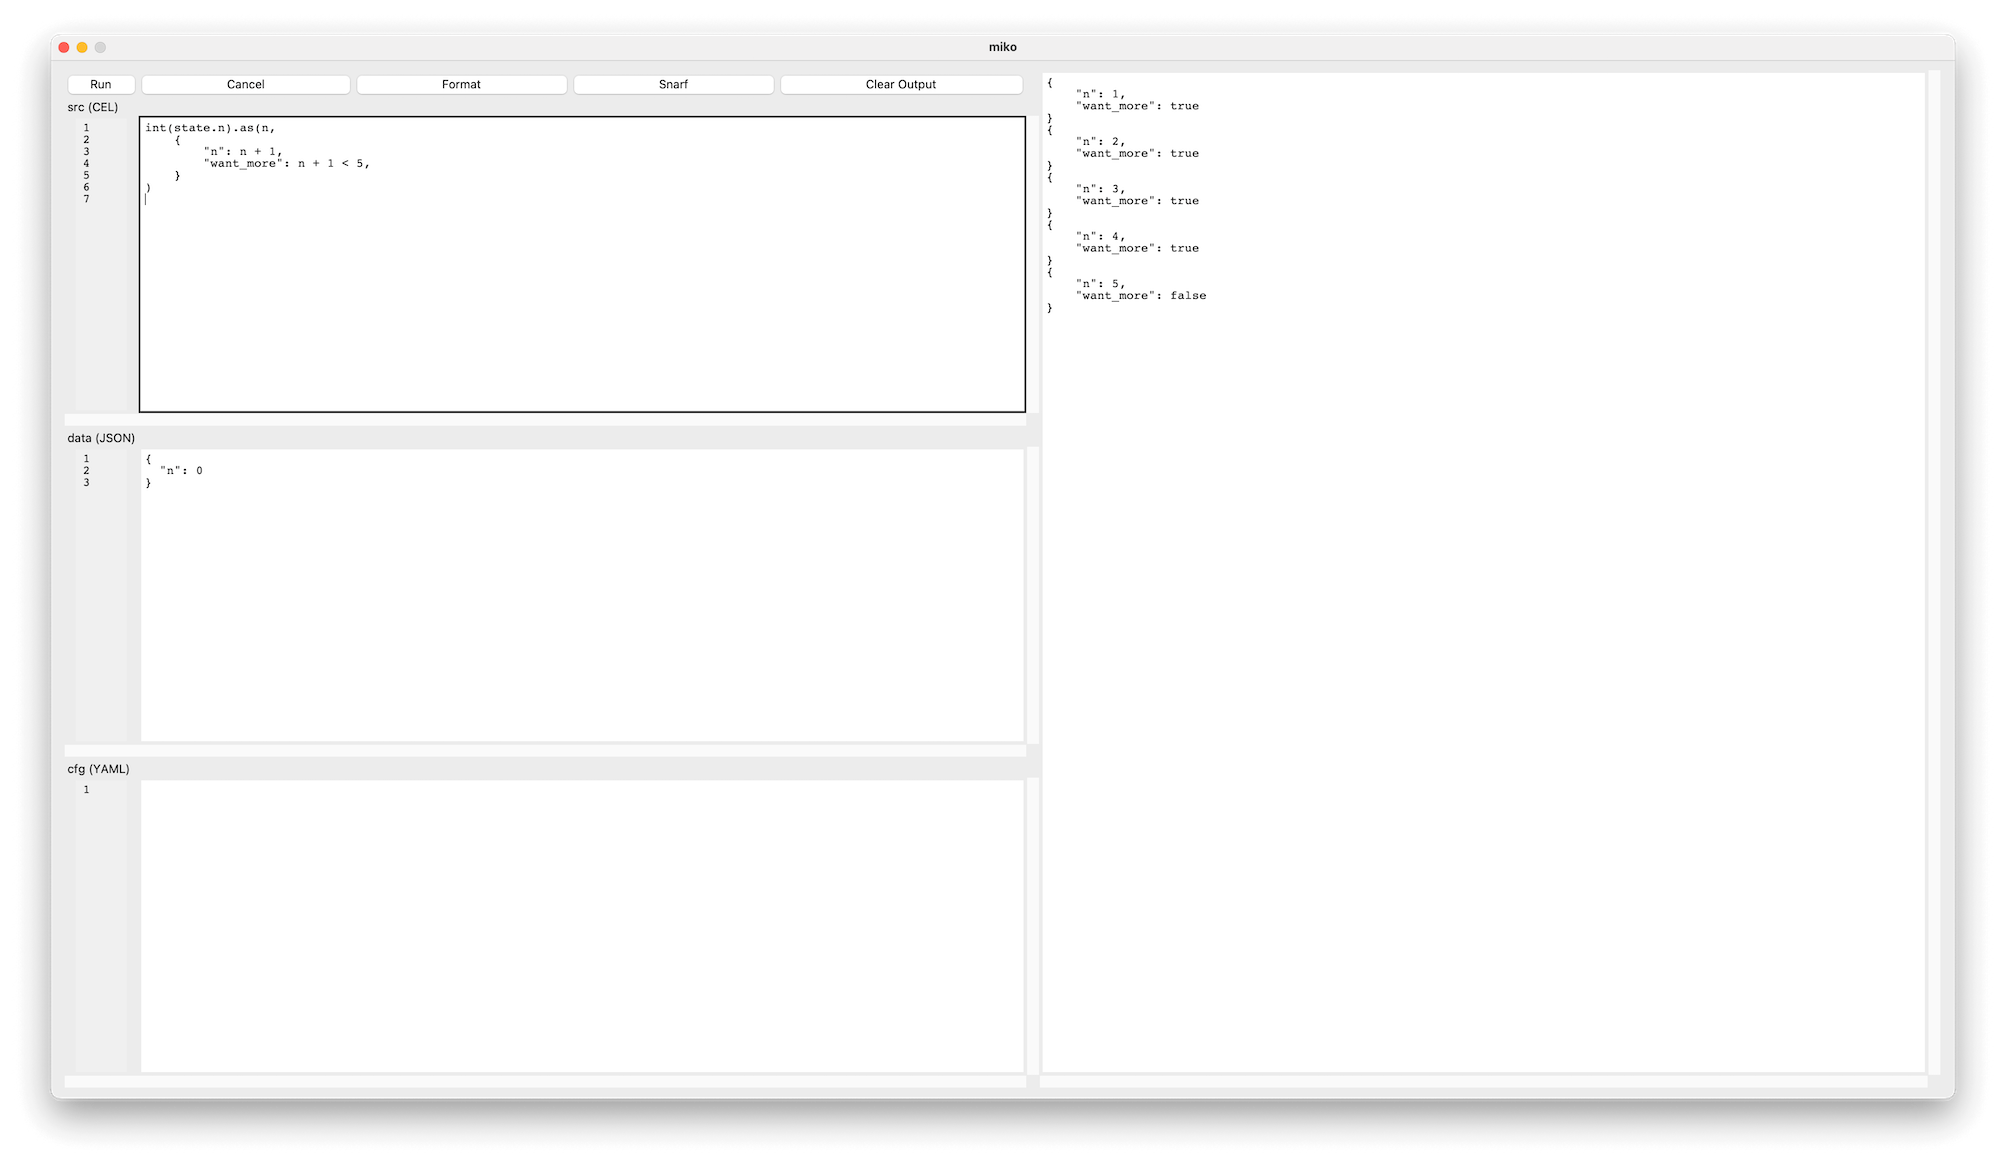 miko
Run Cancel Format Snarf Clear Output
src (CEL)
1 int(state.n).as(n,
2     {
3         "n": n + 1,
4         "want_more": n + 1 < 5,
5     }
6 )
7
data (JSON)
1 {
2   "n": 0
3 }
cfg (YAML)
1
{
    "n": 1,
    "want_more": true
}
{
    "n": 2,
    "want_more": true
}
{
    "n": 3,
    "want_more": true
}
{
    "n": 4,
    "want_more": true
}
{
    "n": 5,
    "want_more": false
}